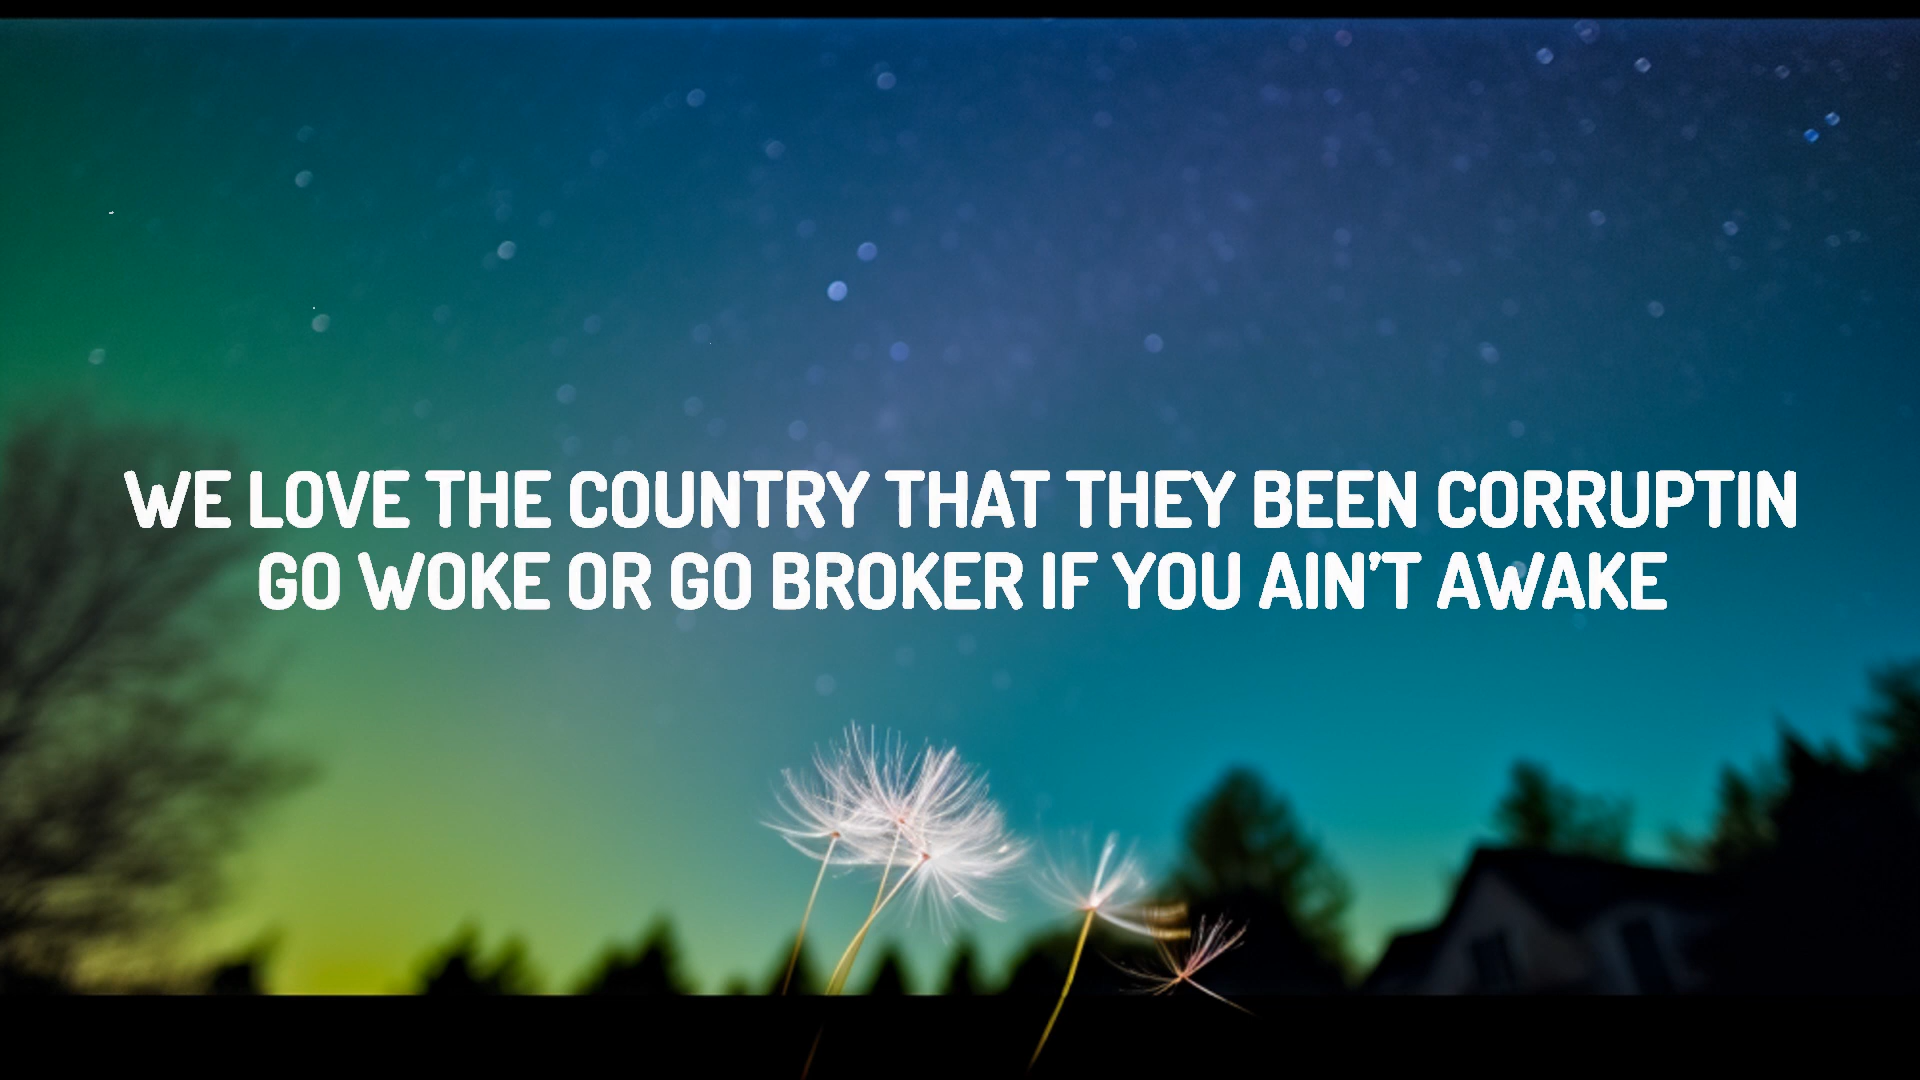 WE LOVE THE COUNTRY THAT THEY BEEN CORRUPTIN
GO WOKE OR GO BROKER IF YOU AIN'T AWAKE